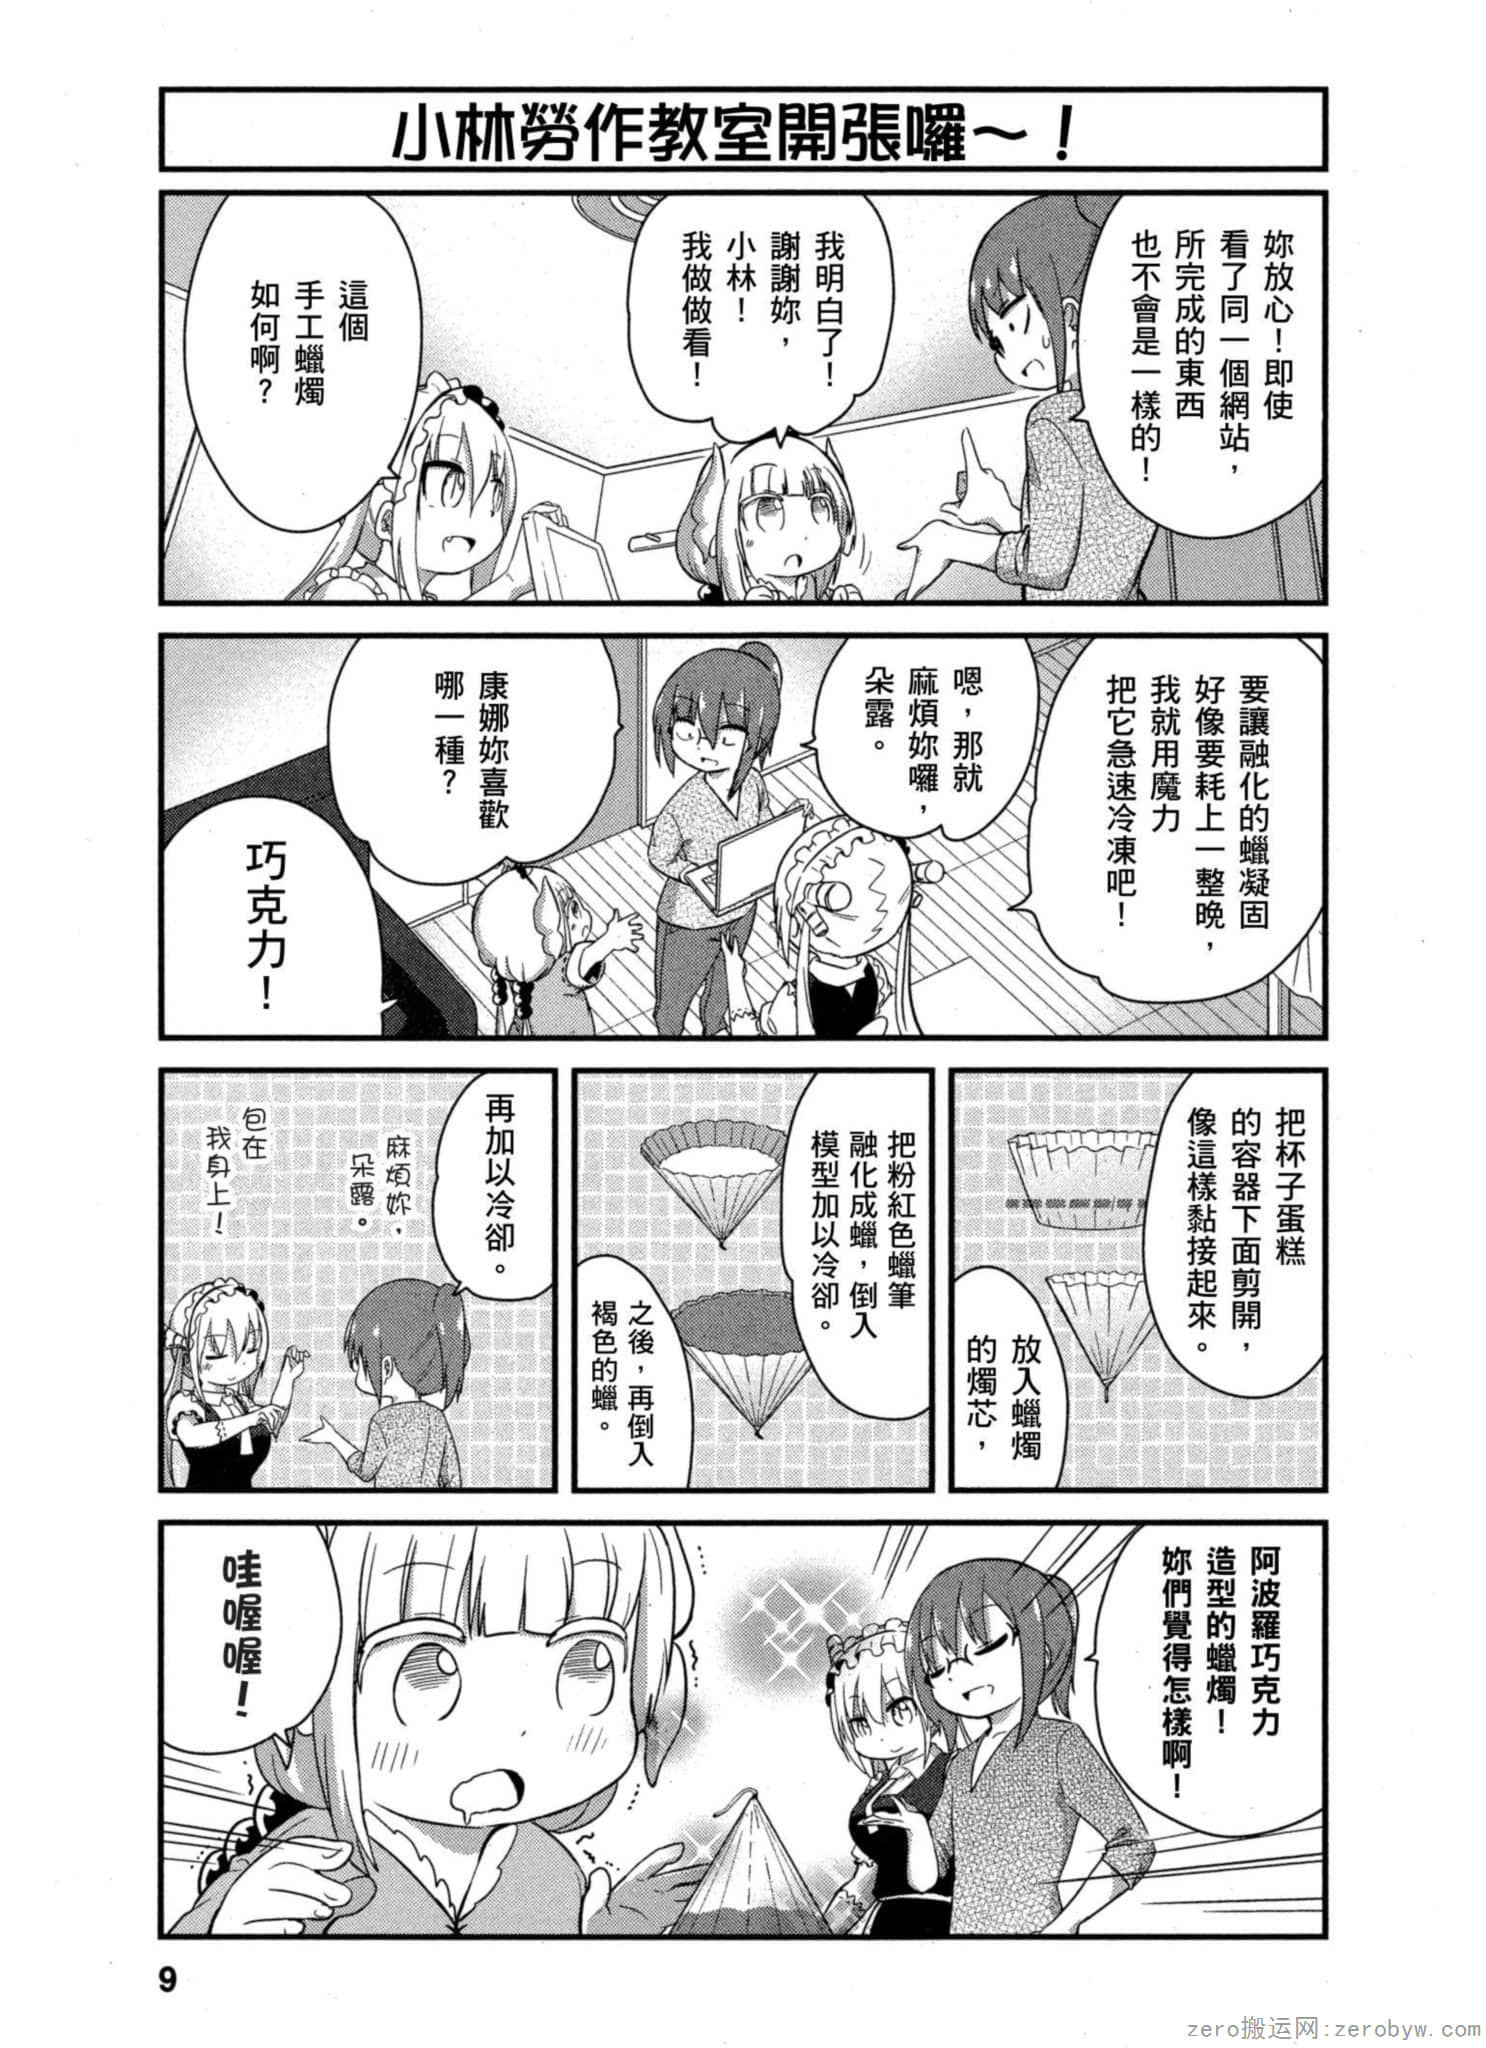 小林勞作教室開張囉～！
妳放心！即使
看了同一個網站，
所完成的東西
也不會是一樣的！
我明白了！
謝謝妳，
小林！
我做做看！
這個
手工蠟燭
如何啊？
要讓融化的蠟凝固
好像要耗上一整晚，
我就用魔力
把它急速冷凍吧！
嗯，那就
麻煩妳囉，
朵露。
康娜妳喜歡
哪一種？
巧克力！
把杯子蛋糕
的容器下面剪開，
像這樣黏接起來。
放入蠟燭
的燭芯，
把粉紅色蠟筆
融化成蠟，倒入
模型加以冷卻。
之後，再倒入
褐色的蠟。
再加以冷卻。
麻煩妳，
朵露。
包在
我身上！
阿波羅巧克力
造型的蠟燭！
妳們覺得怎樣啊！
哇喔喔！
9
zero搬运网:zerobyw.com